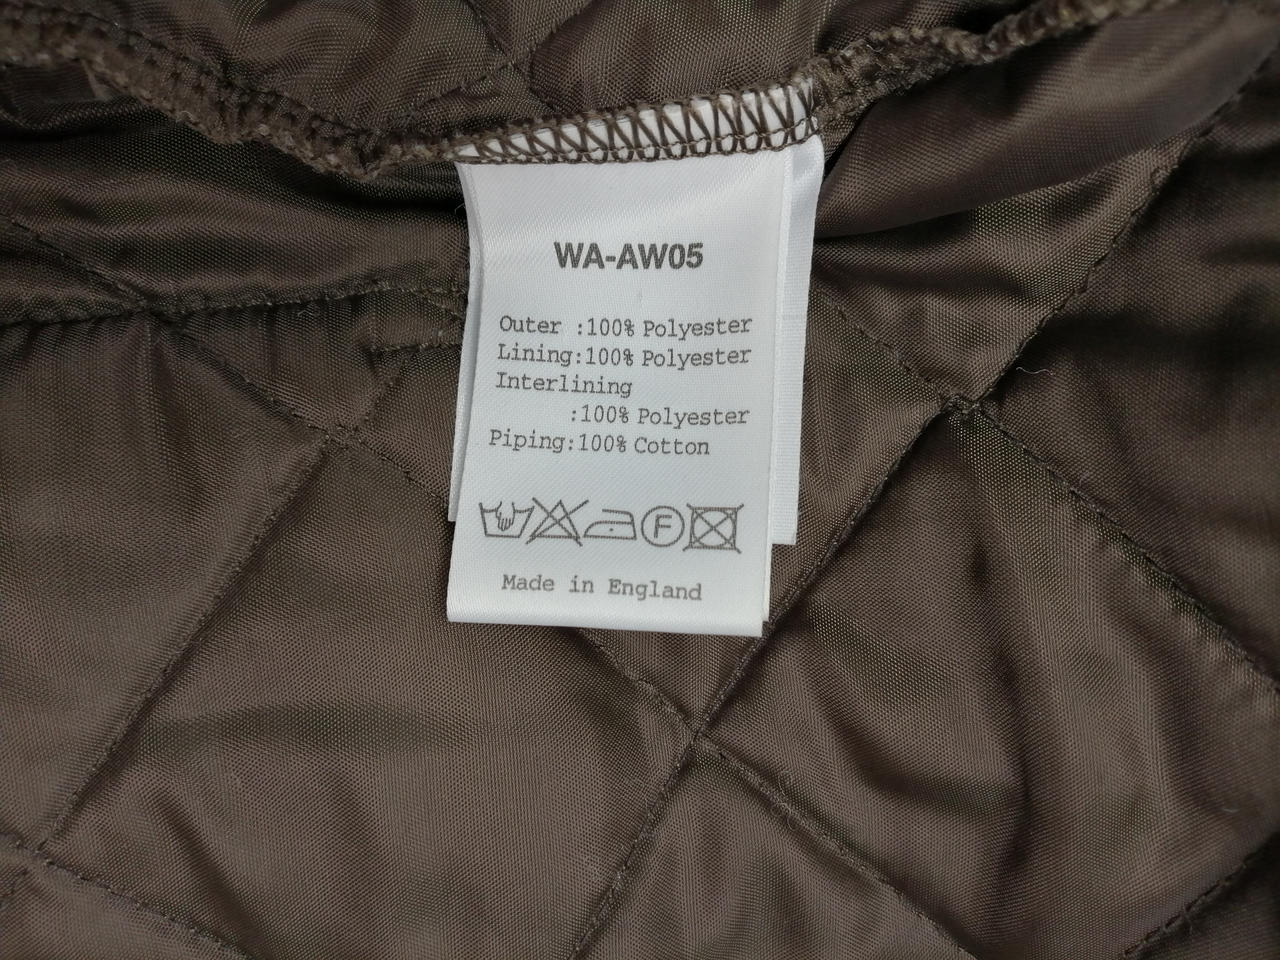 WA-AW05
Outer :100% Polyester
Lining:100% Polyester
Interlining
:100% Polyester
Piping:100% Cotton
F
Made in England